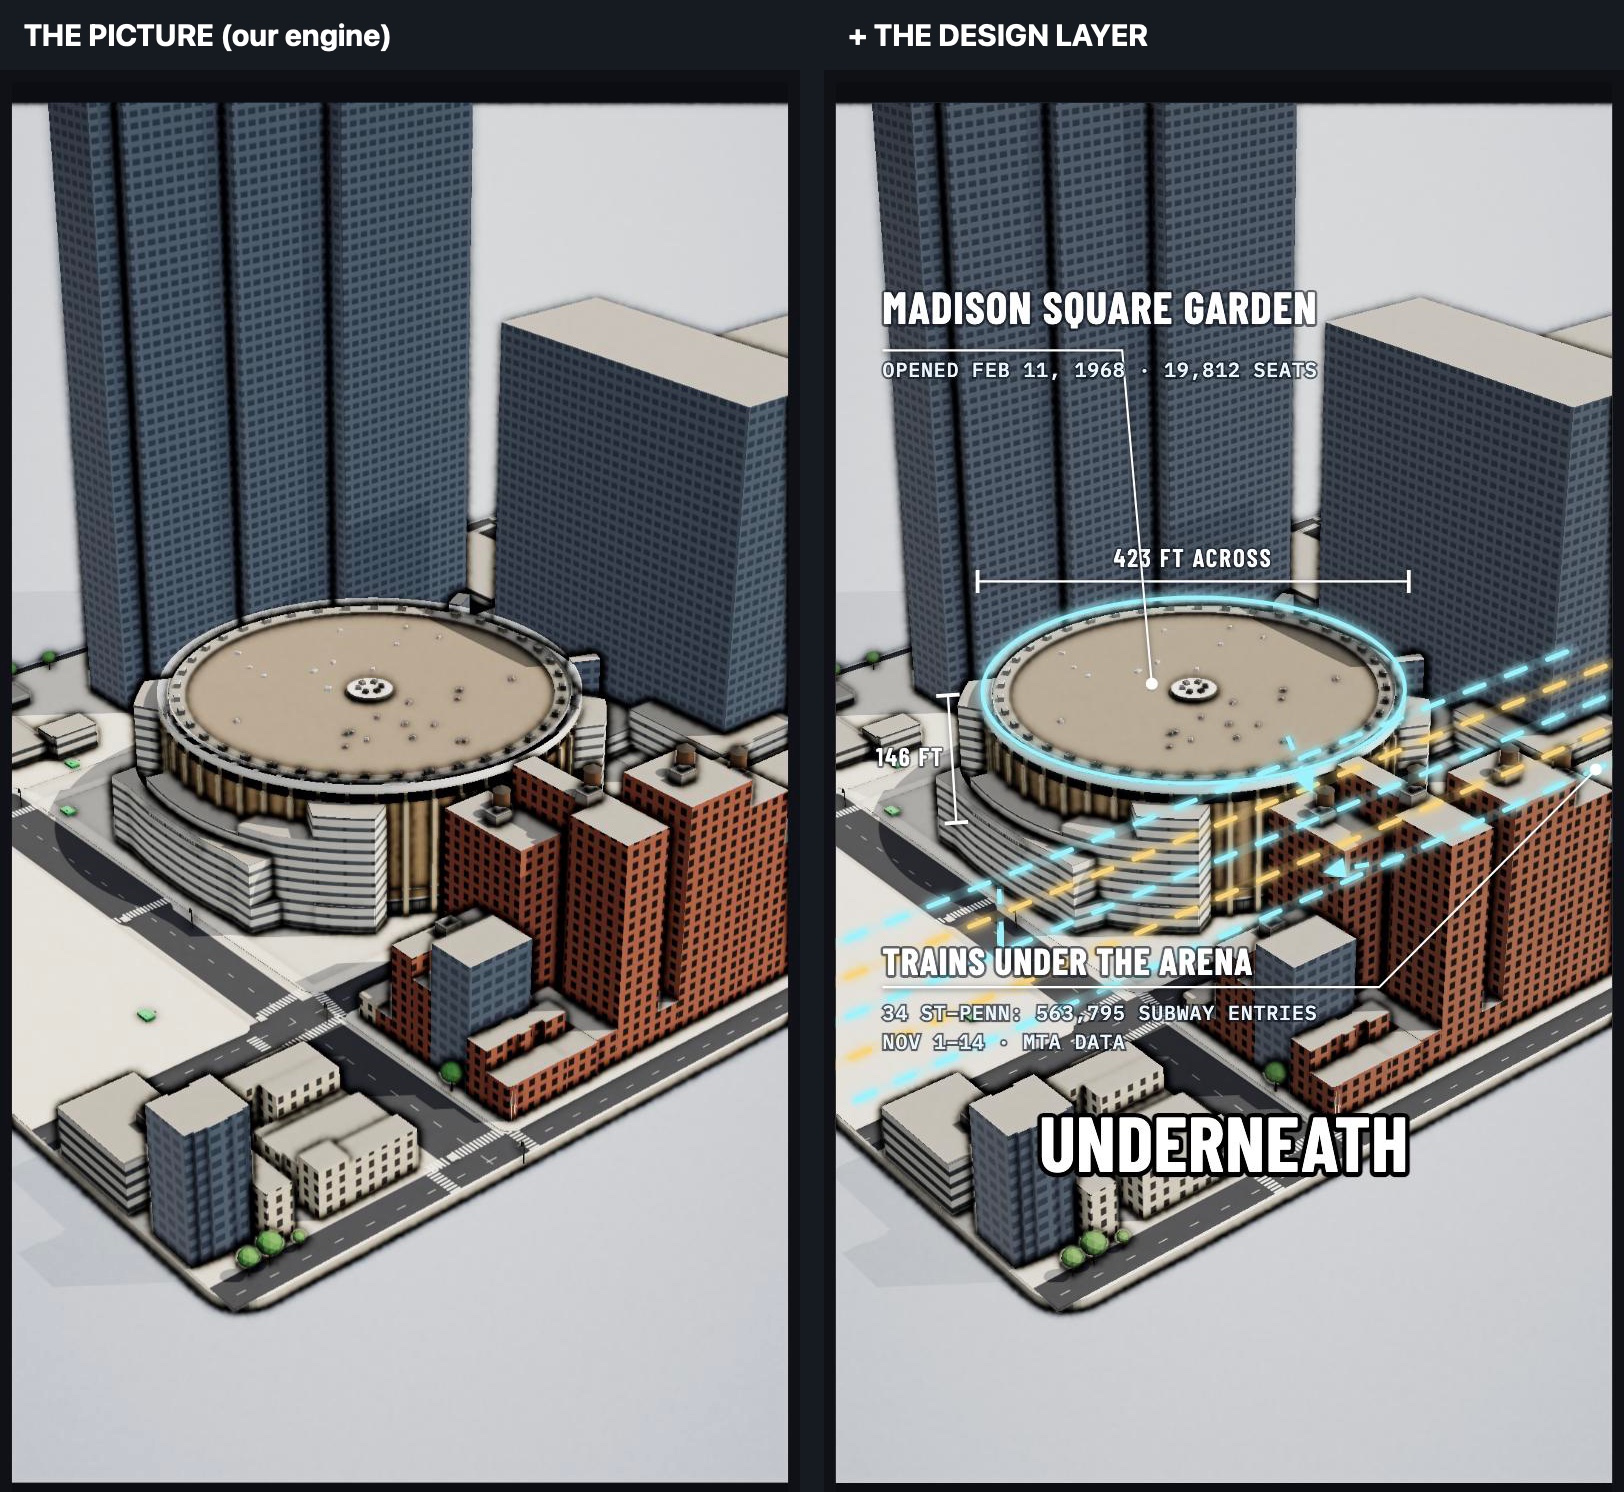 THE PICTURE (our engine)
+ THE DESIGN LAYER
MADISON SQUARE GARDEN
OPENED FEB 11, 1968 · 19,812 SEATS
423 FT ACROSS
146 FT
TRAINS UNDER THE ARENA
34 ST–PENN: 563,795 SUBWAY ENTRIES
NOV 1–14 · MTA DATA
UNDERNEATH